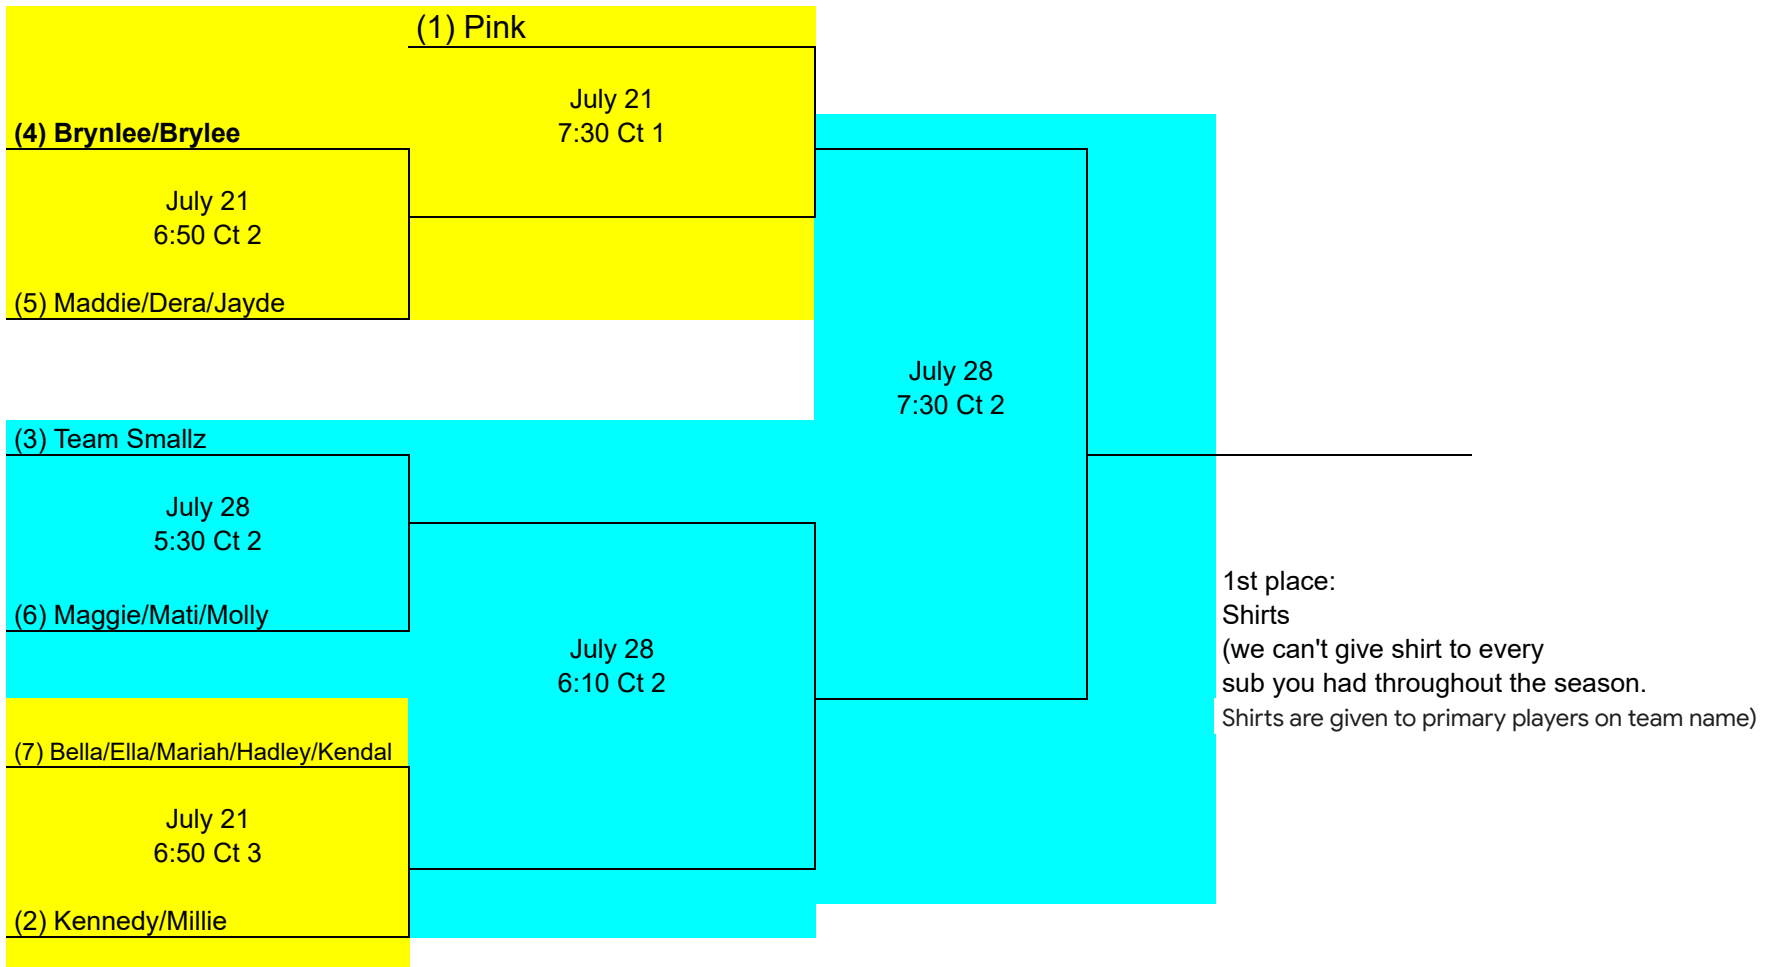 (1) Pink
July 21
7:30 Ct 1
(4) Brynlee/Brylee
July 21
6:50 Ct 2
(5) Maddie/Dera/Jayde
July 28
7:30 Ct 2
(3) Team Smallz
July 28
5:30 Ct 2
(6) Maggie/Mati/Molly
July 28
6:10 Ct 2
1st place:
Shirts
(we can't give shirt to every
sub you had throughout the season.
Shirts are given to primary players on team name)
(7) Bella/Ella/Mariah/Hadley/Kendal
July 21
6:50 Ct 3
(2) Kennedy/Millie